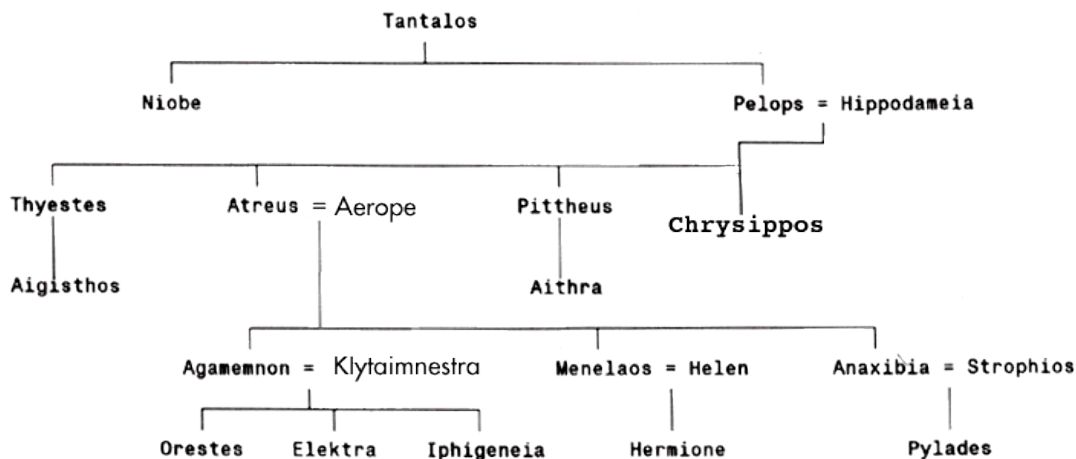 Tantalos
Niobe Pelops = Hippodameia
Thyestes Atreus = Aerope Pittheus Chrysippos
Aigisthos Aithra
Agamemnon = Klytaimnestra Menelaos = Helen Anaxibia = Strophios
Orestes Elektra Iphigeneia Hermione Pylades